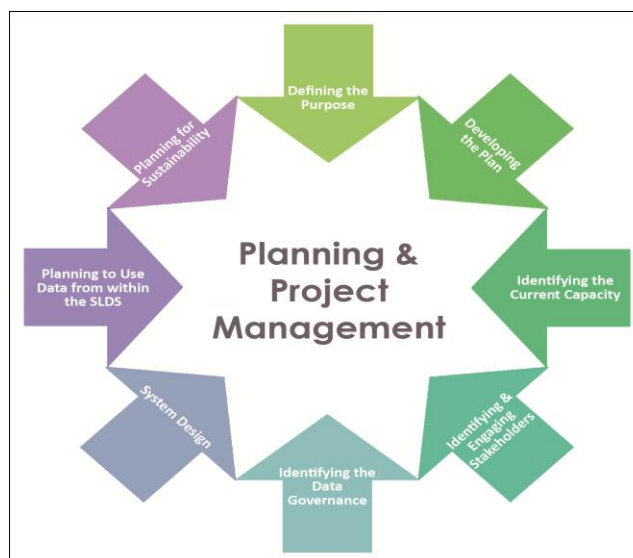 Defining the
Purpose
Developing
the Plan
Identifying the
Current Capacity
Identifying &
Engaging
Stakeholders
Identifying the
Data
Governance
System Design
Planning to Use
Data from within
the SLDS
Planning for
Sustainability
Planning &
Project
Management